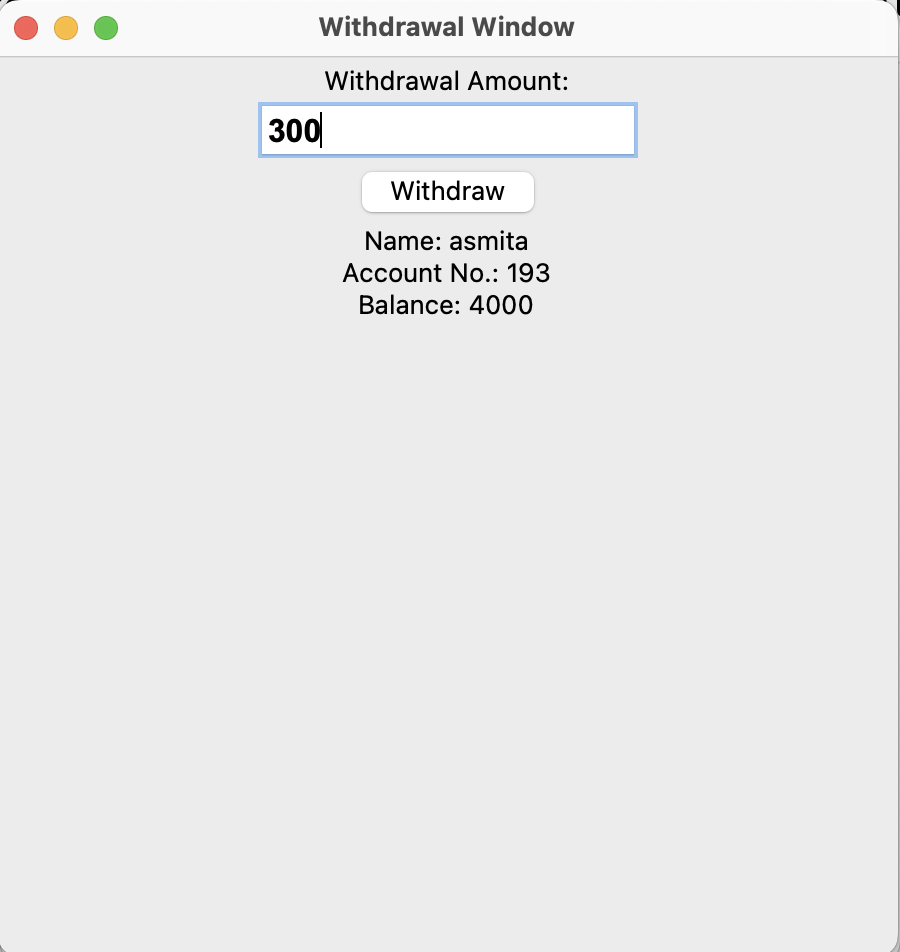 Withdrawal Window
Withdrawal Amount:
300
Withdraw
Name: asmita
Account No.: 193
Balance: 4000